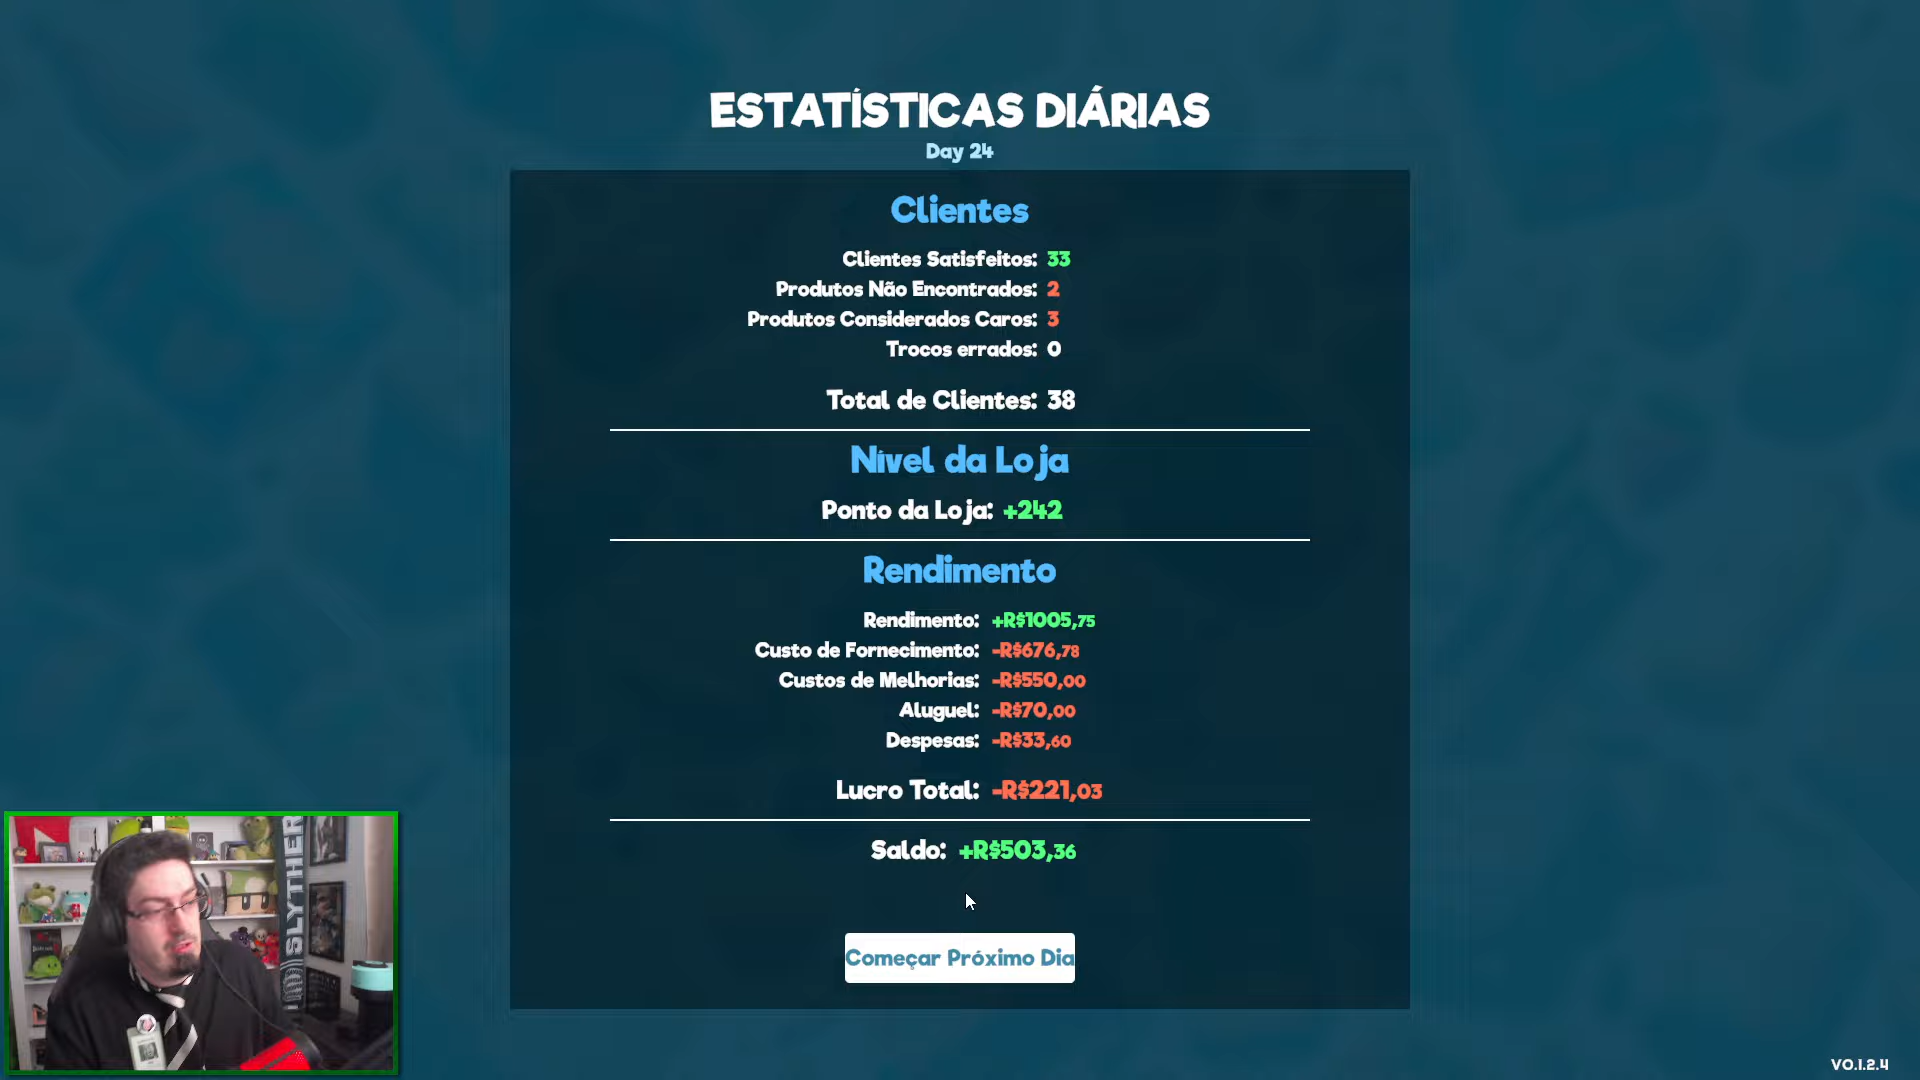 ESTATÍSTICAS DIÁRIAS
Day 24
Clientes
Clientes Satisfeitos: 33
Produtos Não Encontrados: 2
Produtos Considerados Caros: 3
Trocos errados: 0
Total de Clientes: 38
Nível da Loja
Ponto da Loja: +242
Rendimento
Rendimento: +R$1005,75
Custo de Fornecimento: -R$676,78
Custos de Melhorias: -R$550,00
Aluguel: -R$70,00
Despesas: -R$33,60
Lucro Total: -R$221,03
Saldo: +R$503,36
Começar Próximo Dia
SLYTHER
V0.1.2.4